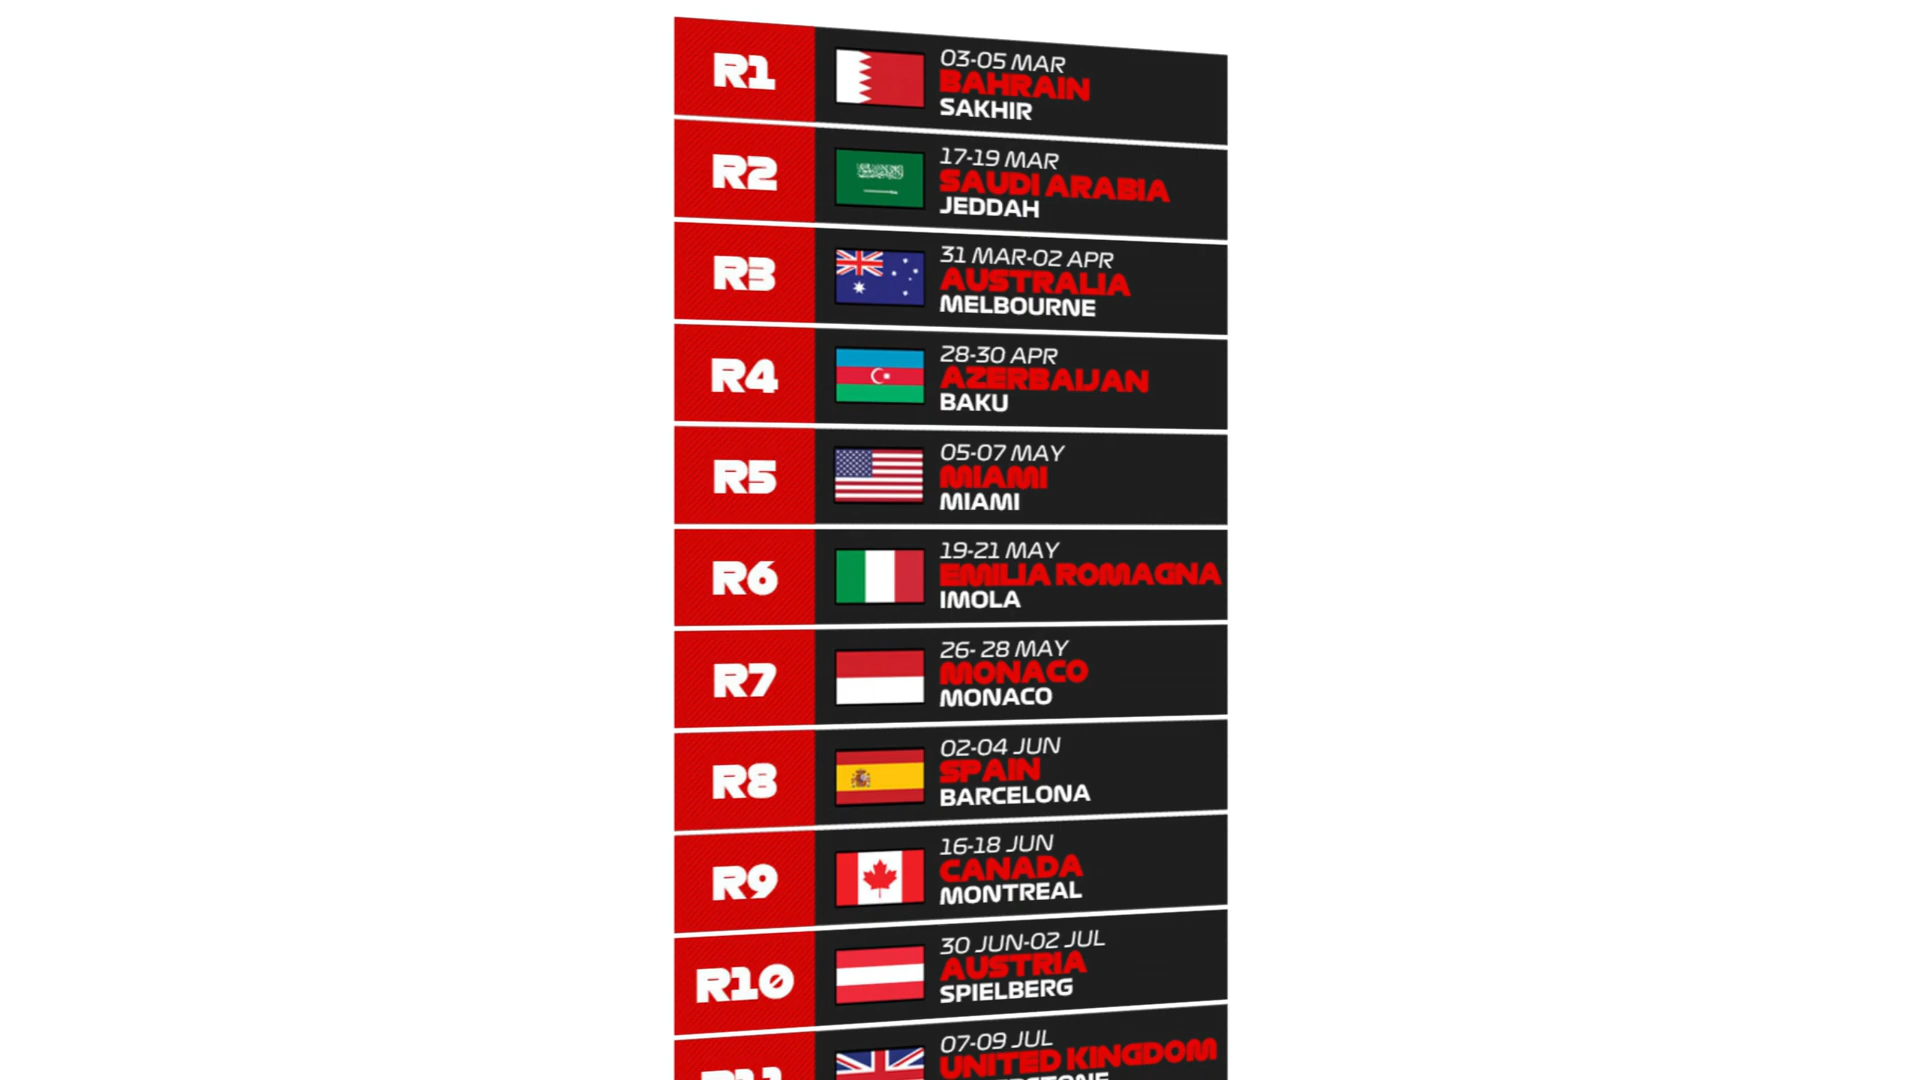 R1
03-05 MAR
BAHRAIN
SAKHIR
R2
17-19 MAR
SAUDI ARABIA
JEDDAH
R3
31 MAR-02 APR
AUSTRALIA
MELBOURNE
R4
28-30 APR
AZERBAIJAN
BAKU
R5
05-07 MAY
MIAMI
MIAMI
R6
19-21 MAY
EMILIA ROMAGNA
IMOLA
R7
26- 28 MAY
MONACO
MONACO
R8
02-04 JUN
SPAIN
BARCELONA
R9
16-18 JUN
CANADA
MONTREAL
R10
30 JUN-02 JUL
AUSTRIA
SPIELBERG
07-09 JUL
UNITED KINGDOM